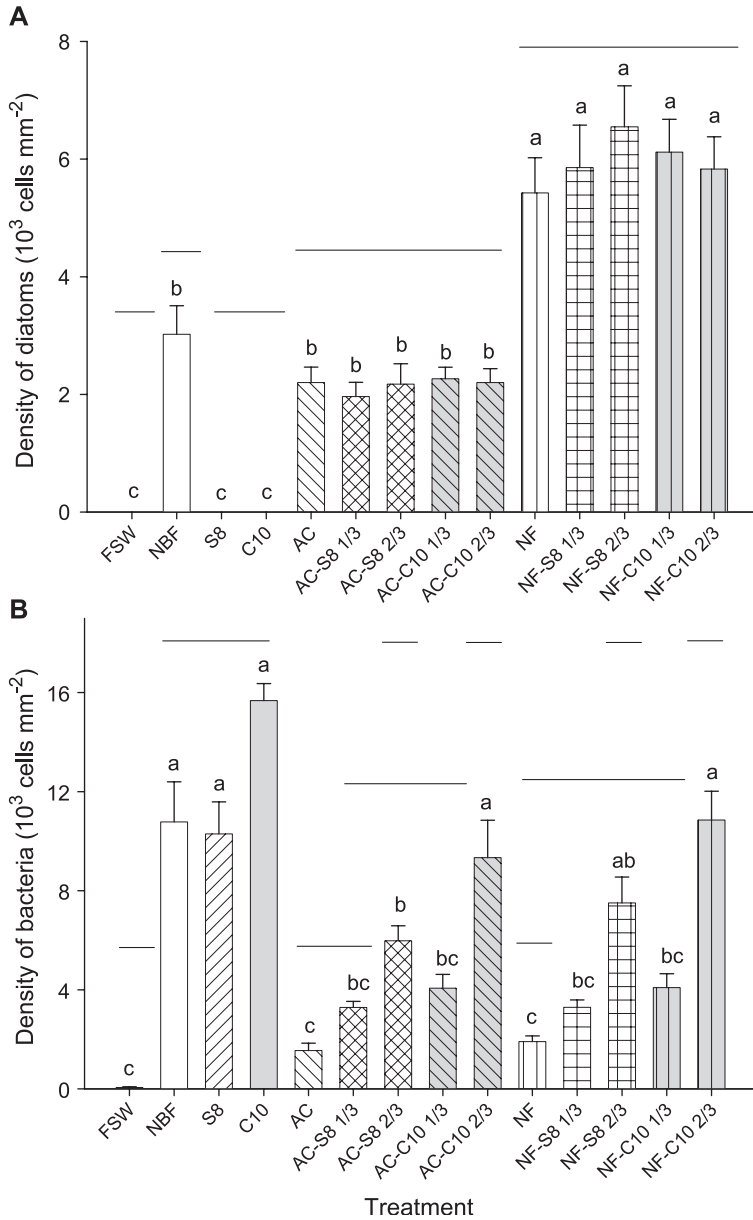 A
Density of diatoms (10³ cells mm⁻²)
8
6
4
2
0
c
b
c
c
b
b
b
b
b
a
a
a
a
a
FSW
NBF
S8
C10
AC
AC-S8 1/3
AC-S8 2/3
AC-C10 1/3
AC-C10 2/3
NF
NF-S8 1/3
NF-S8 2/3
NF-C10 1/3
NF-C10 2/3
B
Density of bacteria (10³ cells mm⁻²)
16
12
8
4
0
c
a
a
a
c
bc
b
bc
a
c
bc
ab
bc
a
FSW
NBF
S8
C10
AC
AC-S8 1/3
AC-S8 2/3
AC-C10 1/3
AC-C10 2/3
NF
NF-S8 1/3
NF-S8 2/3
NF-C10 1/3
NF-C10 2/3
Treatment